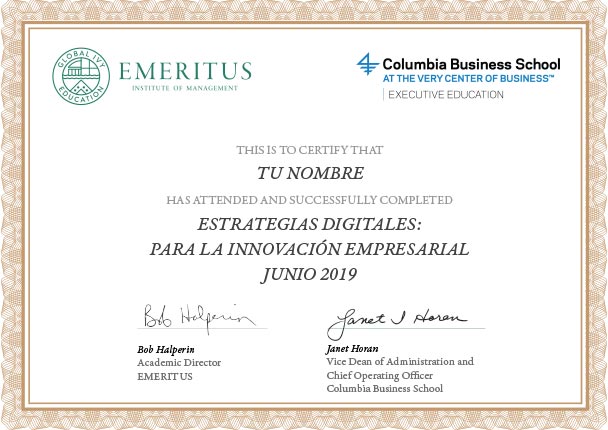 GLOBAL IVY
EDUCATION
EMERITUS
INSTITUTE OF MANAGEMENT
Columbia Business School
AT THE VERY CENTER OF BUSINESS™
EXECUTIVE EDUCATION
THIS IS TO CERTIFY THAT
TU NOMBRE
HAS ATTENDED AND SUCCESSFULLY COMPLETED
ESTRATEGIAS DIGITALES:
PARA LA INNOVACIÓN EMPRESARIAL
JUNIO 2019
Bob Halperin
Bob Halperin
Academic Director
EMERITUS
Janet J Horan
Janet Horan
Vice Dean of Administration and
Chief Operating Officer
Columbia Business School